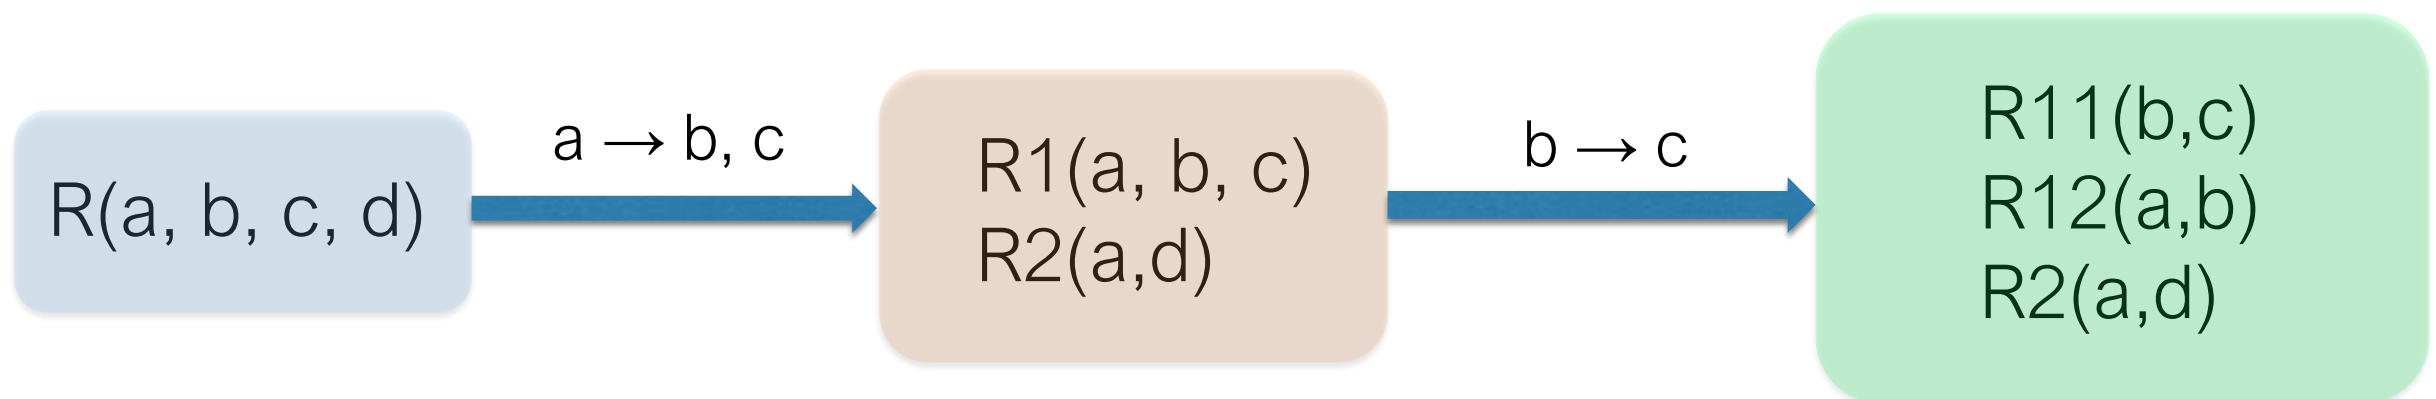 R(a, b, c, d)
a → b, c
R1(a, b, c)
R2(a,d)
b → c
R11(b,c)
R12(a,b)
R2(a,d)